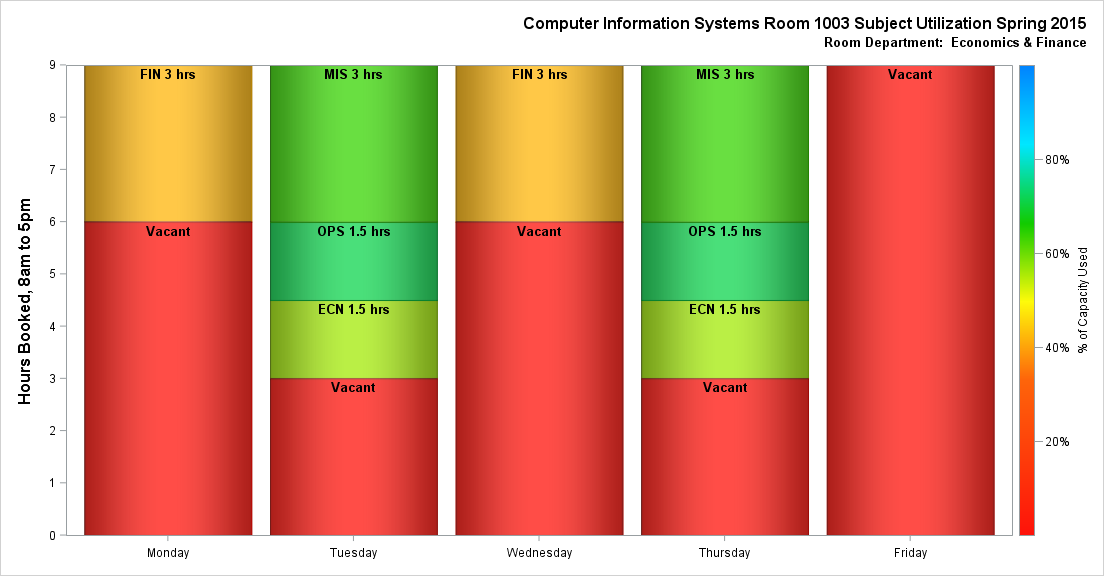 Computer Information Systems Room 1003 Subject Utilization Spring 2015
Room Department:  Economics & Finance
Hours Booked, 8am to 5pm
9
8
7
6
5
4
3
2
1
0
FIN 3 hrs
Vacant
MIS 3 hrs
OPS 1.5 hrs
ECN 1.5 hrs
Vacant
FIN 3 hrs
Vacant
MIS 3 hrs
OPS 1.5 hrs
ECN 1.5 hrs
Vacant
Vacant
Monday
Tuesday
Wednesday
Thursday
Friday
80%
60%
40%
20%
% of Capacity Used